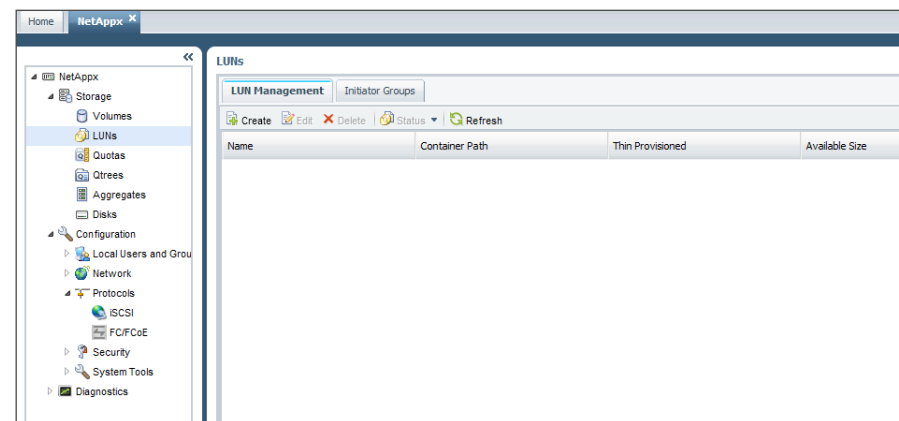 Home NetAppx
NetAppx
Storage
Volumes
LUNs
Quotas
Qtrees
Aggregates
Disks
Configuration
Local Users and Grou
Network
Protocols
iSCSI
FC/FCoE
Security
System Tools
Diagnostics
LUNs
LUN Management Initiator Groups
Create Edit Delete Status Refresh
Name Container Path Thin Provisioned Available Size